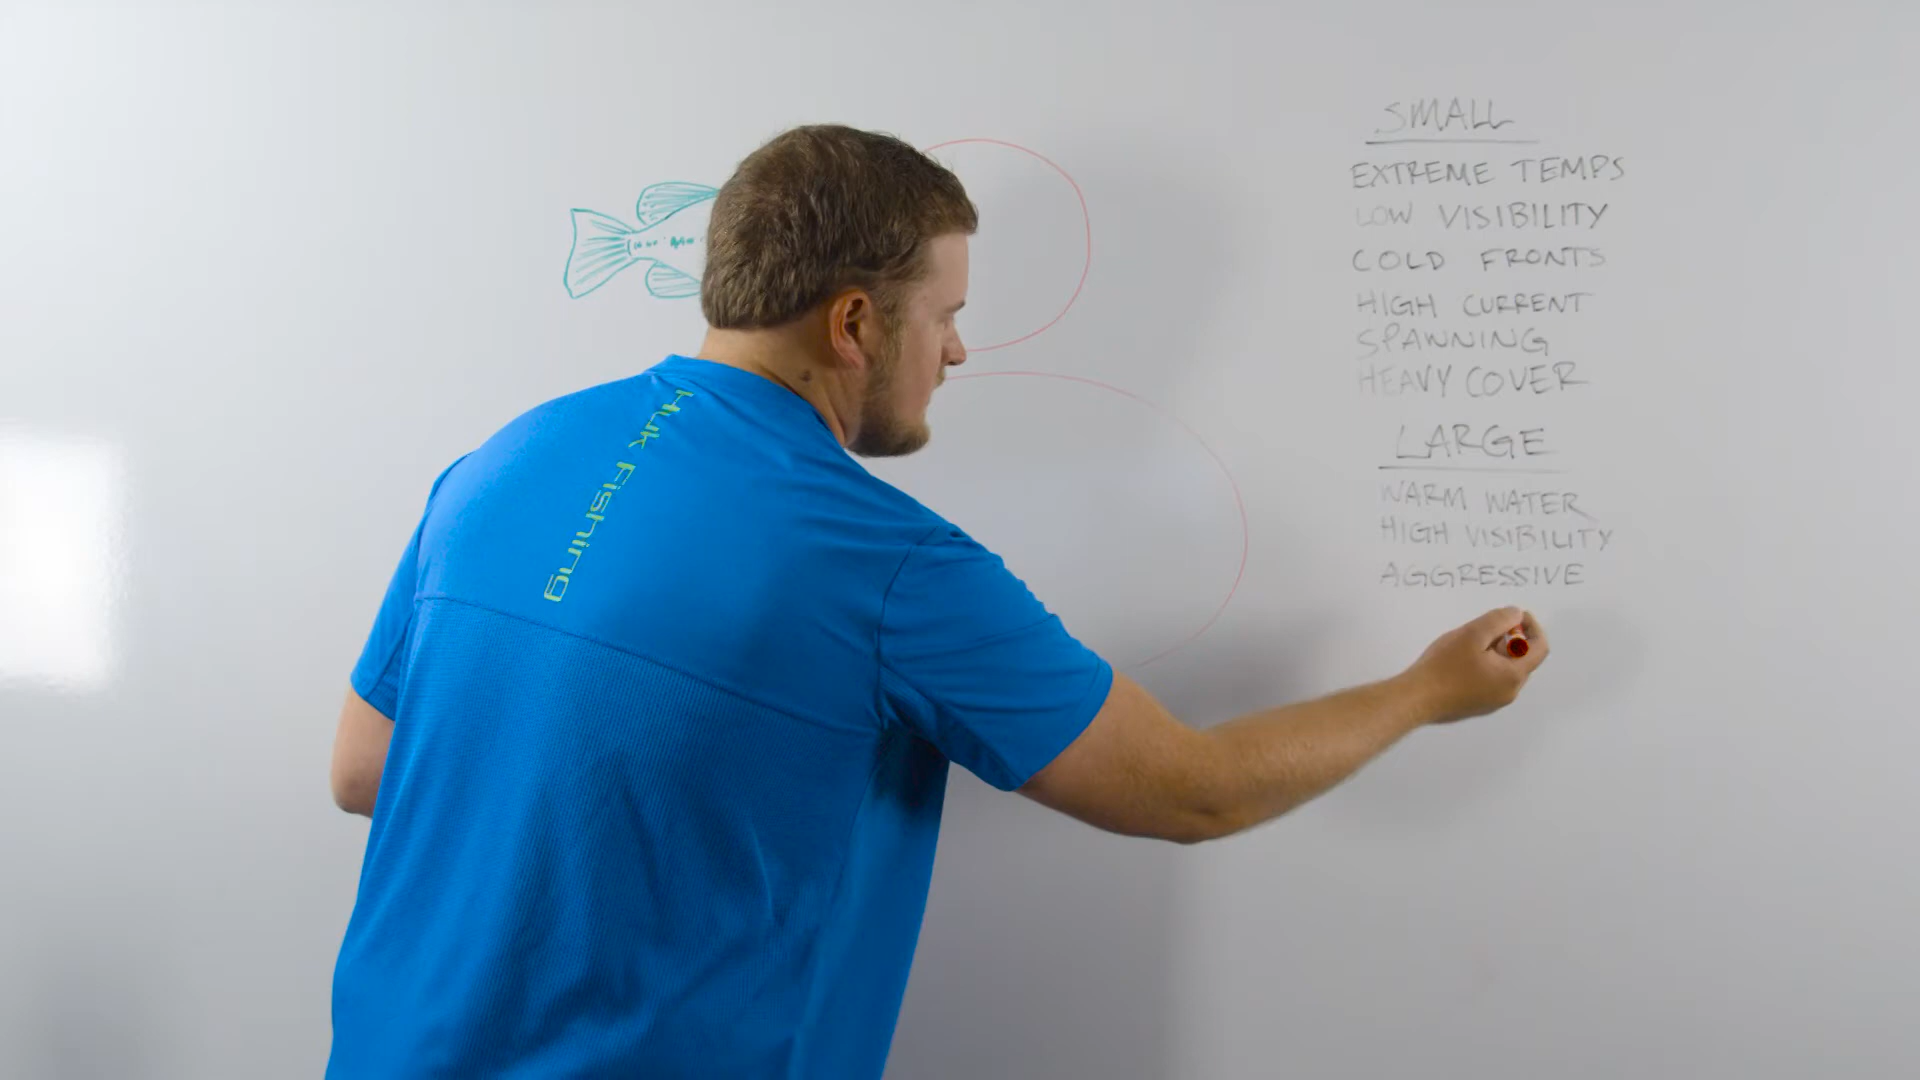 Huk Fishing
SMALL
EXTREME TEMPS
LOW VISIBILITY
COLD FRONTS
HIGH CURRENT
SPAWNING
HEAVY COVER
LARGE
WARM WATER
HIGH VISIBILITY
AGGRESSIVE